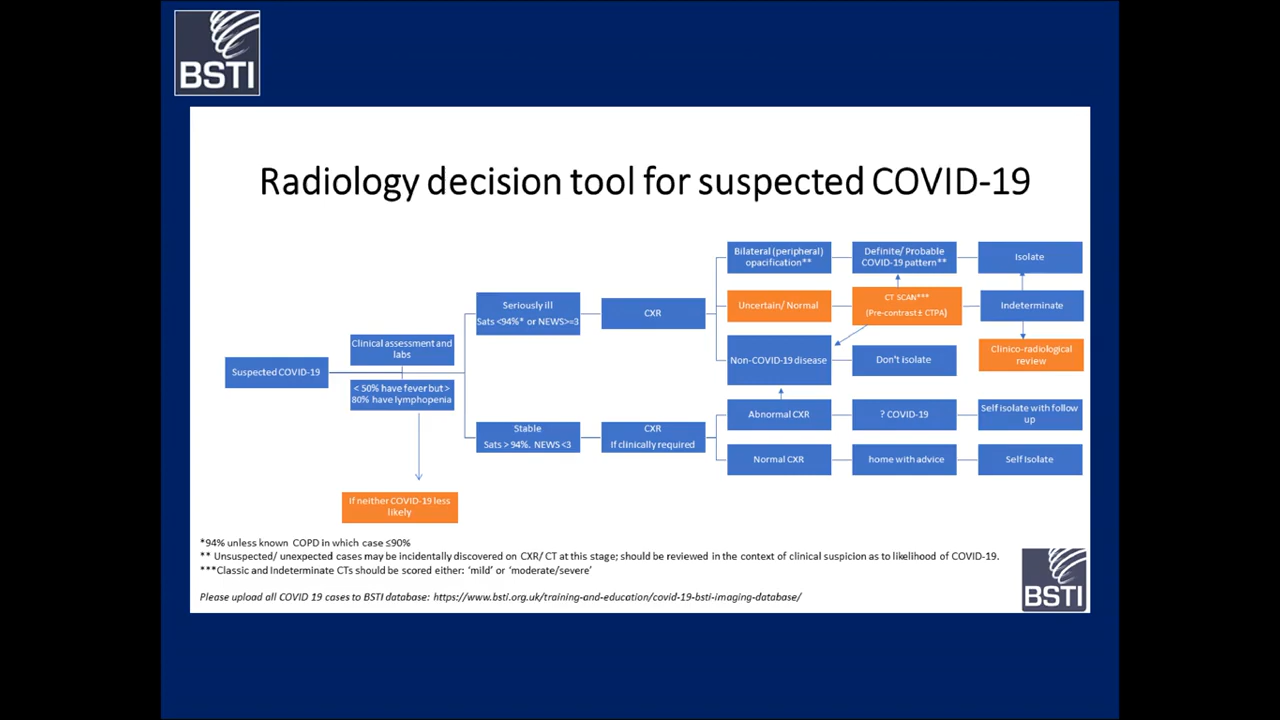 BSTI
Radiology decision tool for suspected COVID-19
Suspected COVID-19
Clinical assessment and
labs
< 50% have fever but >
80% have lymphopenia
If neither COVID-19 less
likely
Seriously ill
Sats <94%* or NEWS>=3
CXR
Bilateral (peripheral)
opacification**
Definite/ Probable
COVID-19 pattern**
Isolate
Uncertain/ Normal
CT SCAN***
(Pre-contrast ± CTPA)
Indeterminate
Clinico-radiological
review
Non-COVID-19 disease
Don't isolate
Stable
Sats > 94%. NEWS <3
CXR
If clinically required
Abnormal CXR
? COVID-19
Self isolate with follow
up
Normal CXR
home with advice
Self Isolate
*94% unless known COPD in which case ≤90%
** Unsuspected/ unexpected cases may be incidentally discovered on CXR/ CT at this stage; should be reviewed in the context of clinical suspicion as to likelihood of COVID-19.
***Classic and Indeterminate CTs should be scored either: 'mild' or 'moderate/severe'
Please upload all COVID 19 cases to BSTI database: https://www.bsti.org.uk/training-and-education/covid-19-bsti-imaging-database/
BSTI